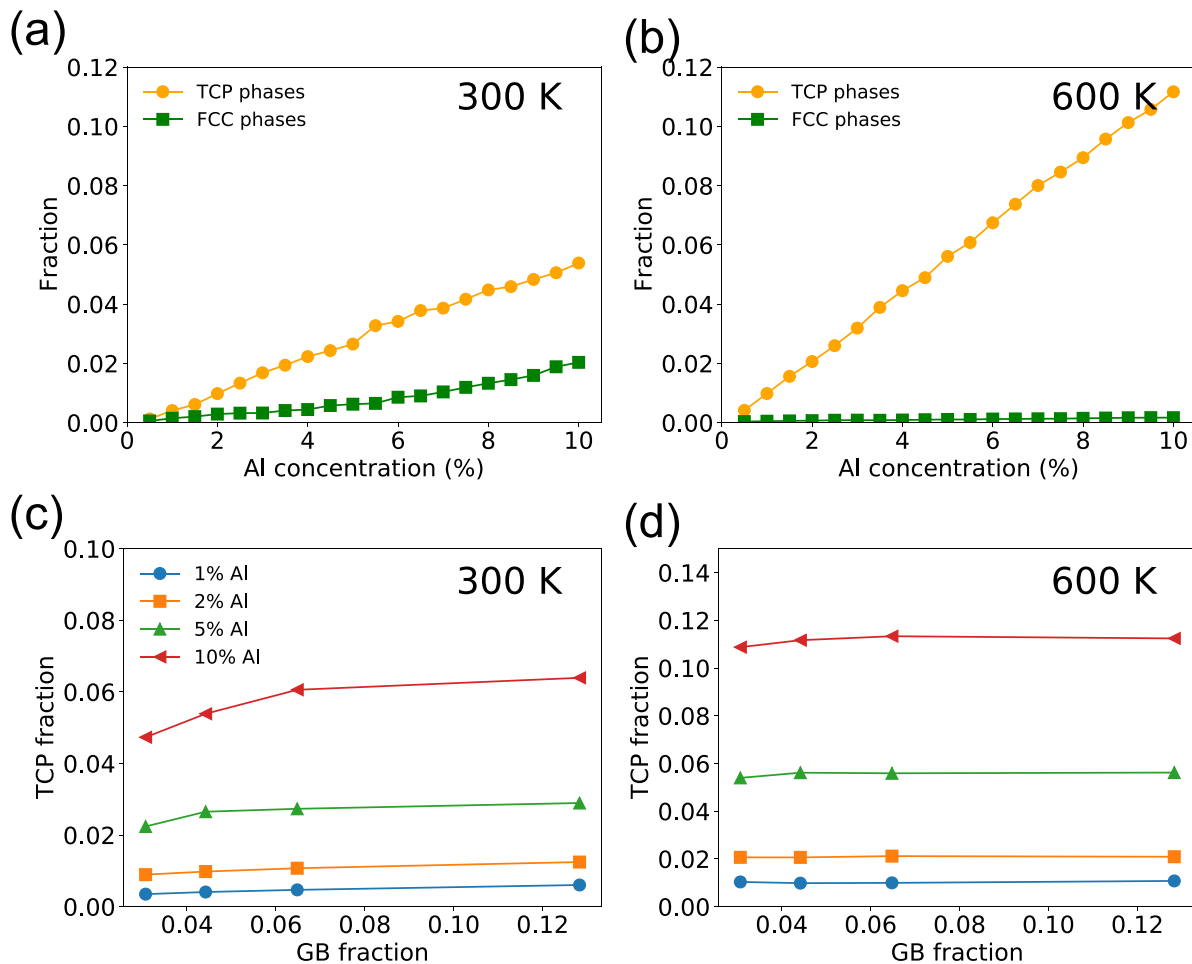 (a)
(b)
0.12
0.10
0.08
0.06
0.04
0.02
0.00
Fraction
TCP phases
FCC phases
300 K
0
2
4
6
8
10
Al concentration (%)
0.12
0.10
0.08
0.06
0.04
0.02
0.00
Fraction
TCP phases
FCC phases
600 K
0
2
4
6
8
10
Al concentration (%)
(c)
(d)
0.10
0.08
0.06
0.04
0.02
0.00
TCP fraction
1% Al
2% Al
5% Al
10% Al
300 K
0.04
0.06
0.08
0.10
0.12
GB fraction
0.14
0.12
0.10
0.08
0.06
0.04
0.02
0.00
TCP fraction
600 K
0.04
0.06
0.08
0.10
0.12
GB fraction